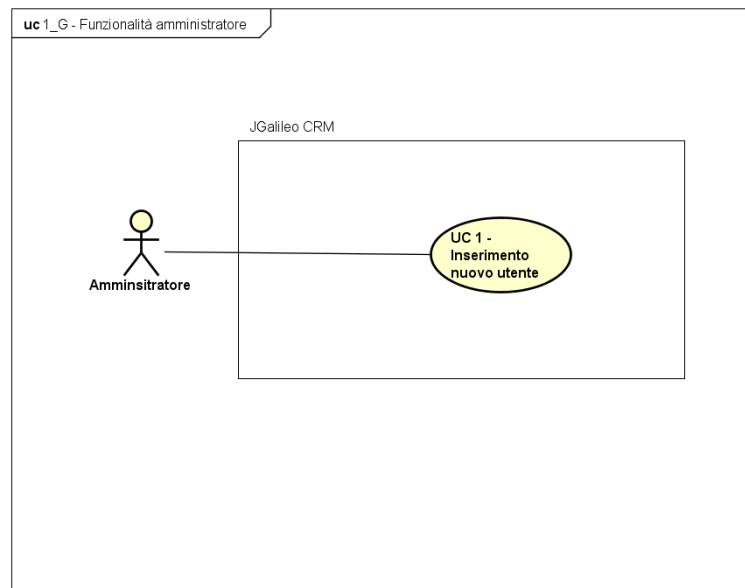 uc 1_G - Funzionalità amministratore
JGalileo CRM
UC 1 -
Inserimento
nuovo utente
Amminsitratore